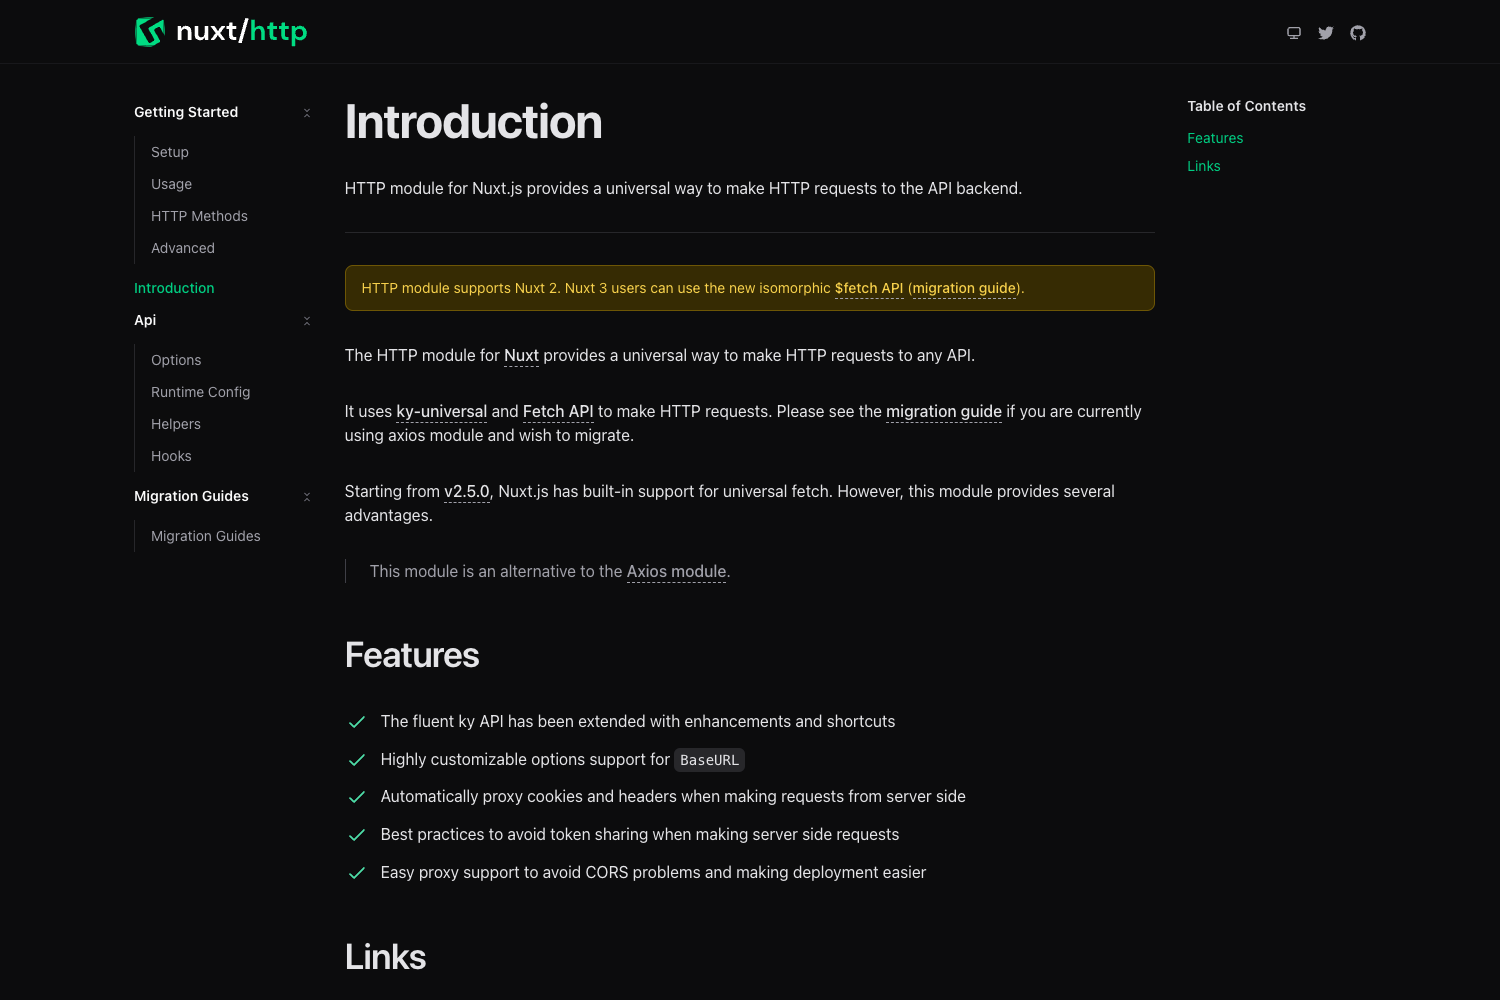 nuxt/http
Getting Started
Setup
Usage
HTTP Methods
Advanced
Introduction
Api
Options
Runtime Config
Helpers
Hooks
Migration Guides
Migration Guides
Introduction
HTTP module for Nuxt.js provides a universal way to make HTTP requests to the API backend.
HTTP module supports Nuxt 2. Nuxt 3 users can use the new isomorphic $fetch API (migration guide).
The HTTP module for Nuxt provides a universal way to make HTTP requests to any API.
It uses ky-universal and Fetch API to make HTTP requests. Please see the migration guide if you are currently
using axios module and wish to migrate.
Starting from v2.5.0, Nuxt.js has built-in support for universal fetch. However, this module provides several
advantages.
This module is an alternative to the Axios module.
Features
The fluent ky API has been extended with enhancements and shortcuts
Highly customizable options support for BaseURL
Automatically proxy cookies and headers when making requests from server side
Best practices to avoid token sharing when making server side requests
Easy proxy support to avoid CORS problems and making deployment easier
Links
Table of Contents
Features
Links